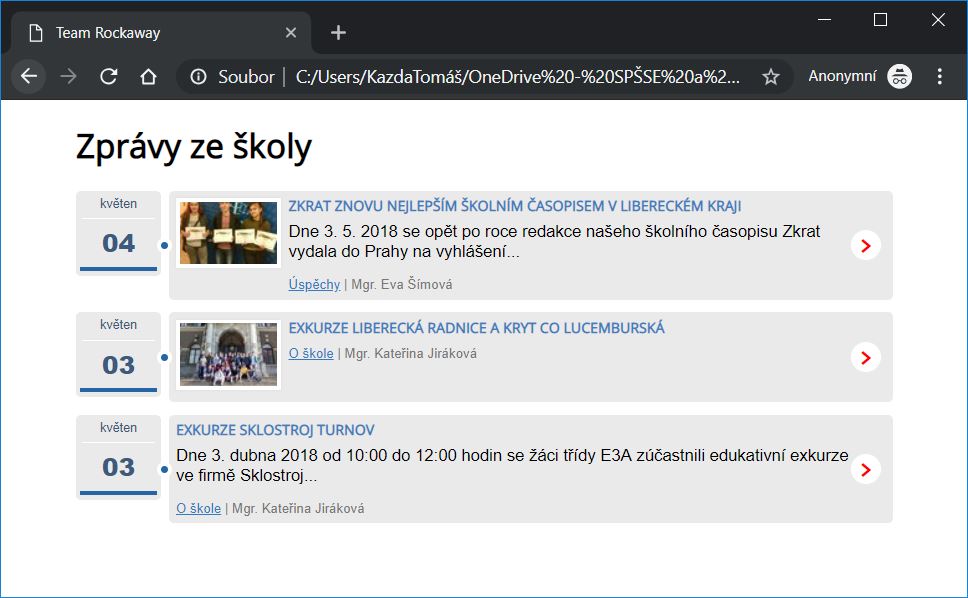 Team Rockaway
Soubor | C:/Users/KazdaTomáš/OneDrive%20-%20SPŠSE%20a%2... Anonymní
Zprávy ze školy
květen
04
ZKRAT ZNOVU NEJLEPŠÍM ŠKOLNÍM ČASOPISEM V LIBERECKÉM KRAJI
Dne 3. 5. 2018 se opět po roce redakce našeho školního časopisu Zkrat
vydala do Prahy na vyhlášení...
Úspěchy | Mgr. Eva Šímová
květen
03
EXKURZE LIBERECKÁ RADNICE A KRYT CO LUCEMBURSKÁ
O škole | Mgr. Kateřina Jiráková
květen
03
EXKURZE SKLOSTROJ TURNOV
Dne 3. dubna 2018 od 10:00 do 12:00 hodin se žáci třídy E3A zúčastnili edukativní exkurze
ve firmě Sklostroj...
O škole | Mgr. Kateřina Jiráková